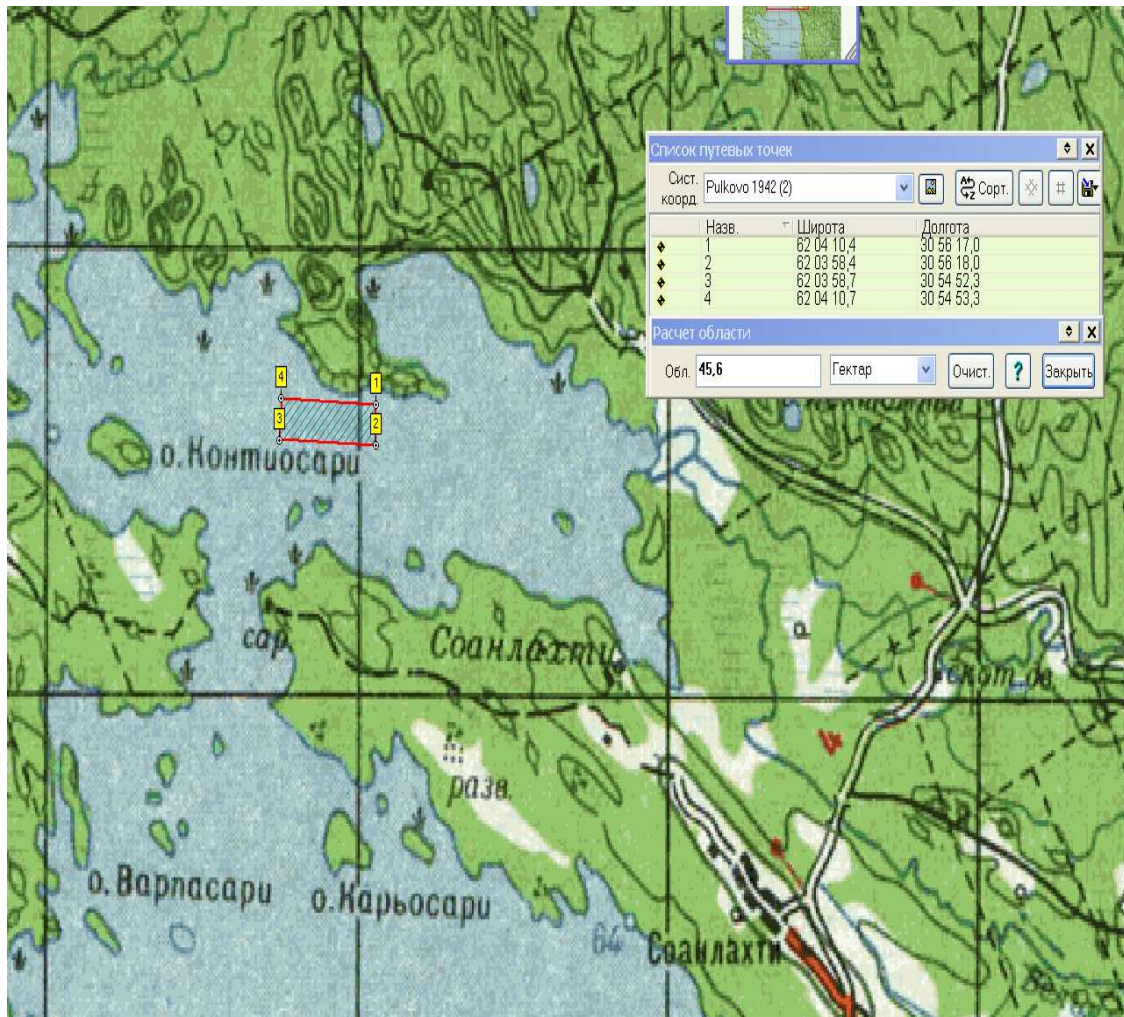 Список путевых точек
Сист. коорд. Pulkovo 1942 (2) Сорт.
Назв. Широта Долгота
1 62 04 10,4 30 56 17,0
2 62 03 58,4 30 56 18,0
3 62 03 58,7 30 54 52,3
4 62 04 10,7 30 54 53,3
Расчет области
Обл. 45,6 Гектар Очист. ? Закрыть
4
1
3
2
о.Контиосари
сар.
Соанлахти
разв.
о.Варпасари
о.Карьосари
64
Соанлахти